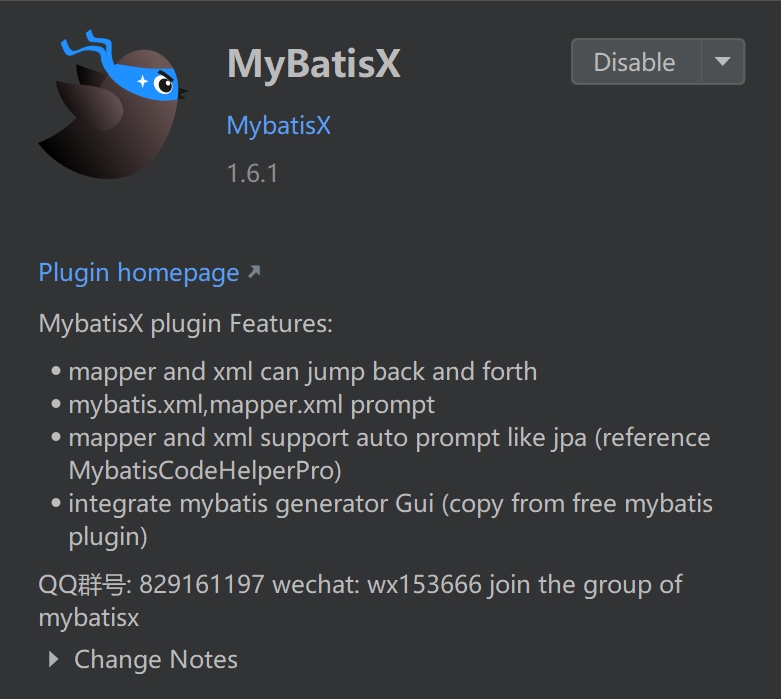 MyBatisX
Disable
MybatisX
1.6.1
Plugin homepage
MybatisX plugin Features:
• mapper and xml can jump back and forth
• mybatis.xml,mapper.xml prompt
• mapper and xml support auto prompt like jpa (reference
MybatisCodeHelperPro)
• integrate mybatis generator Gui (copy from free mybatis
plugin)
QQ群号: 829161197 wechat: wx153666 join the group of
mybatisx
Change Notes